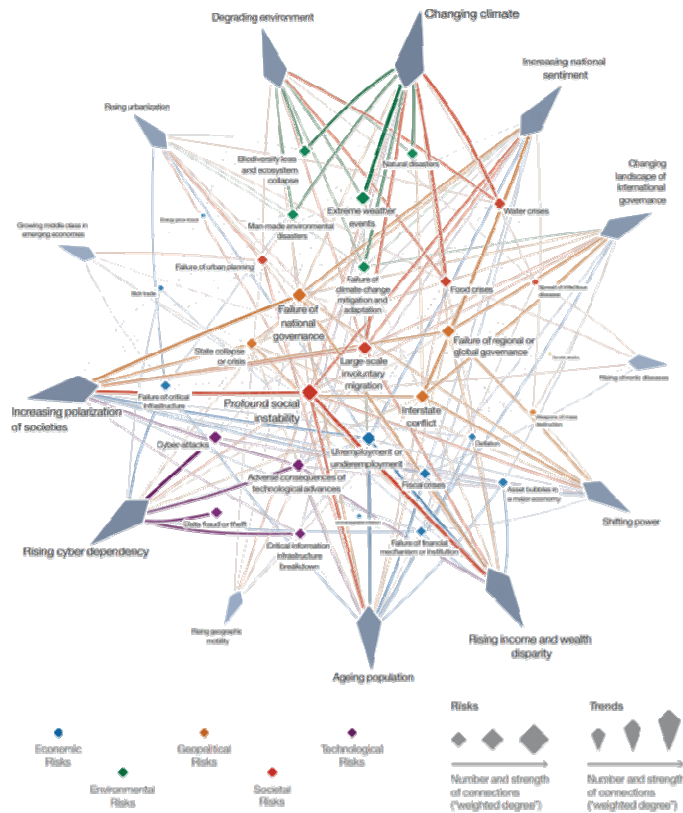 Degrading environment
Changing climate
Increasing national
sentiment
Rising urbanization
Changing
landscape of
international
governance
Biodiversity loss
and ecosystem
collapse
Natural disasters
Growing middle class in
emerging economies
Energy price shock
Man-made environmental
disasters
Extreme weather
events
Water crises
Failure of urban planning
Failure of
climate-change
mitigation and
adaptation
Food crises
Spread of infectious
diseases
Illicit trade
Failure of
national
governance
State collapse
or crisis
Large-scale
involuntary
migration
Failure of regional or
global governance
Rising chronic diseases
Increasing polarization
of societies
Failure of critical
infrastructure
Profound social
instability
Interstate
conflict
Weapons of mass
destruction
Cyber attacks
Unemployment or
underemployment
Deflation
Adverse consequences of
technological advances
Fiscal crises
Asset bubbles in
a major economy
Shifting power
Data fraud or theft
Rising cyber dependency
Critical information
infrastructure
breakdown
Failure of financial
mechanism or institution
Rising geographic
mobility
Rising income and wealth
disparity
Ageing population
Risks
Trends
Economic
Risks
Geopolitical
Risks
Technological
Risks
Environmental
Risks
Societal
Risks
Number and strength
of connections
("weighted degree")
Number and strength
of connections
("weighted degree")